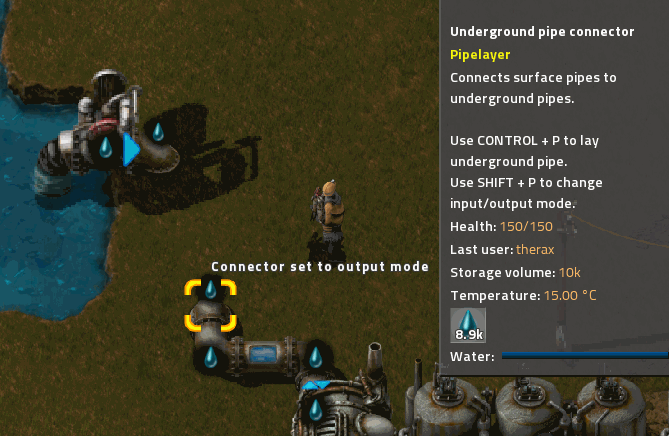 Underground pipe connector
Pipelayer
Connects surface pipes to
underground pipes.
Use CONTROL + P to lay
underground pipe.
Use SHIFT + P to change
input/output mode.
Health: 150/150
Last user: therax
Storage volume: 10k
Temperature: 15.00 °C
8.9k
Water:
Connector set to output mode